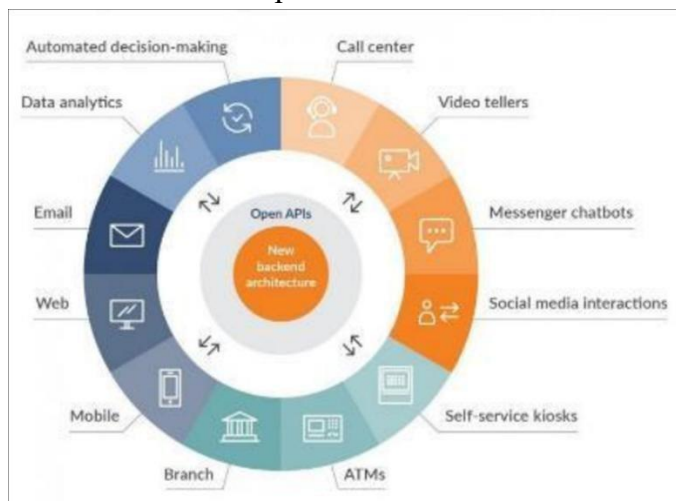 Automated decision-making
Call center
Data analytics
Video tellers
Email
Open APIs
Messenger chatbots
New
backend
architecture
Web
Social media interactions
Mobile
Self-service kiosks
Branch
ATMs